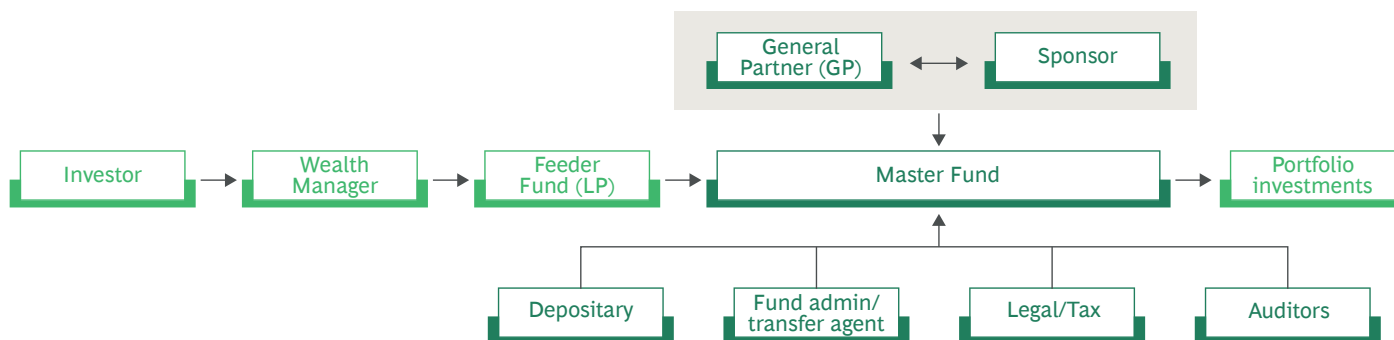 General
Partner (GP)
Sponsor
Investor
Wealth
Manager
Feeder
Fund (LP)
Master Fund
Portfolio
investments
Depositary
Fund admin/
transfer agent
Legal/Tax
Auditors